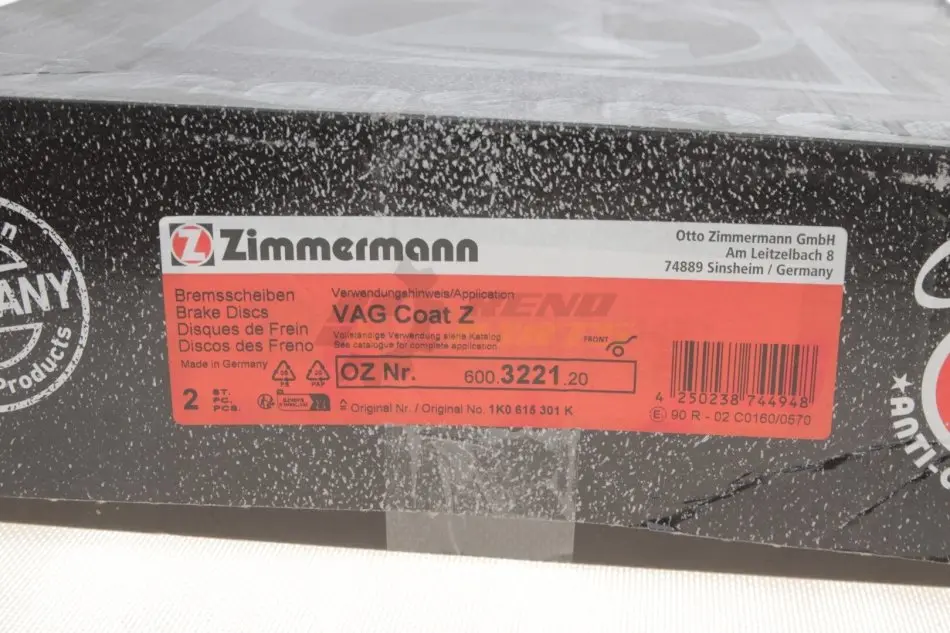 Zimmermann
Otto Zimmermann GmbH
Am Leitzelbach 8
74889 Sinsheim / Germany
Bremsscheiben
Brake Discs
Disques de Frein
Discos des Freno
Made in Germany
2 ST.
PC.
PCS.
Verwendungshinweis/Application
VAG Coat Z
Vollständige Verwendung siehe Katalog
See catalogue for complete application
FRONT
OZ Nr. 600.3221.20
≙ Original Nr. / Original No. 1K0 615 301 K
4 250238 744948
E1 90 R - 02 C0160/0570
PAP
ANY
Products
ANTI-